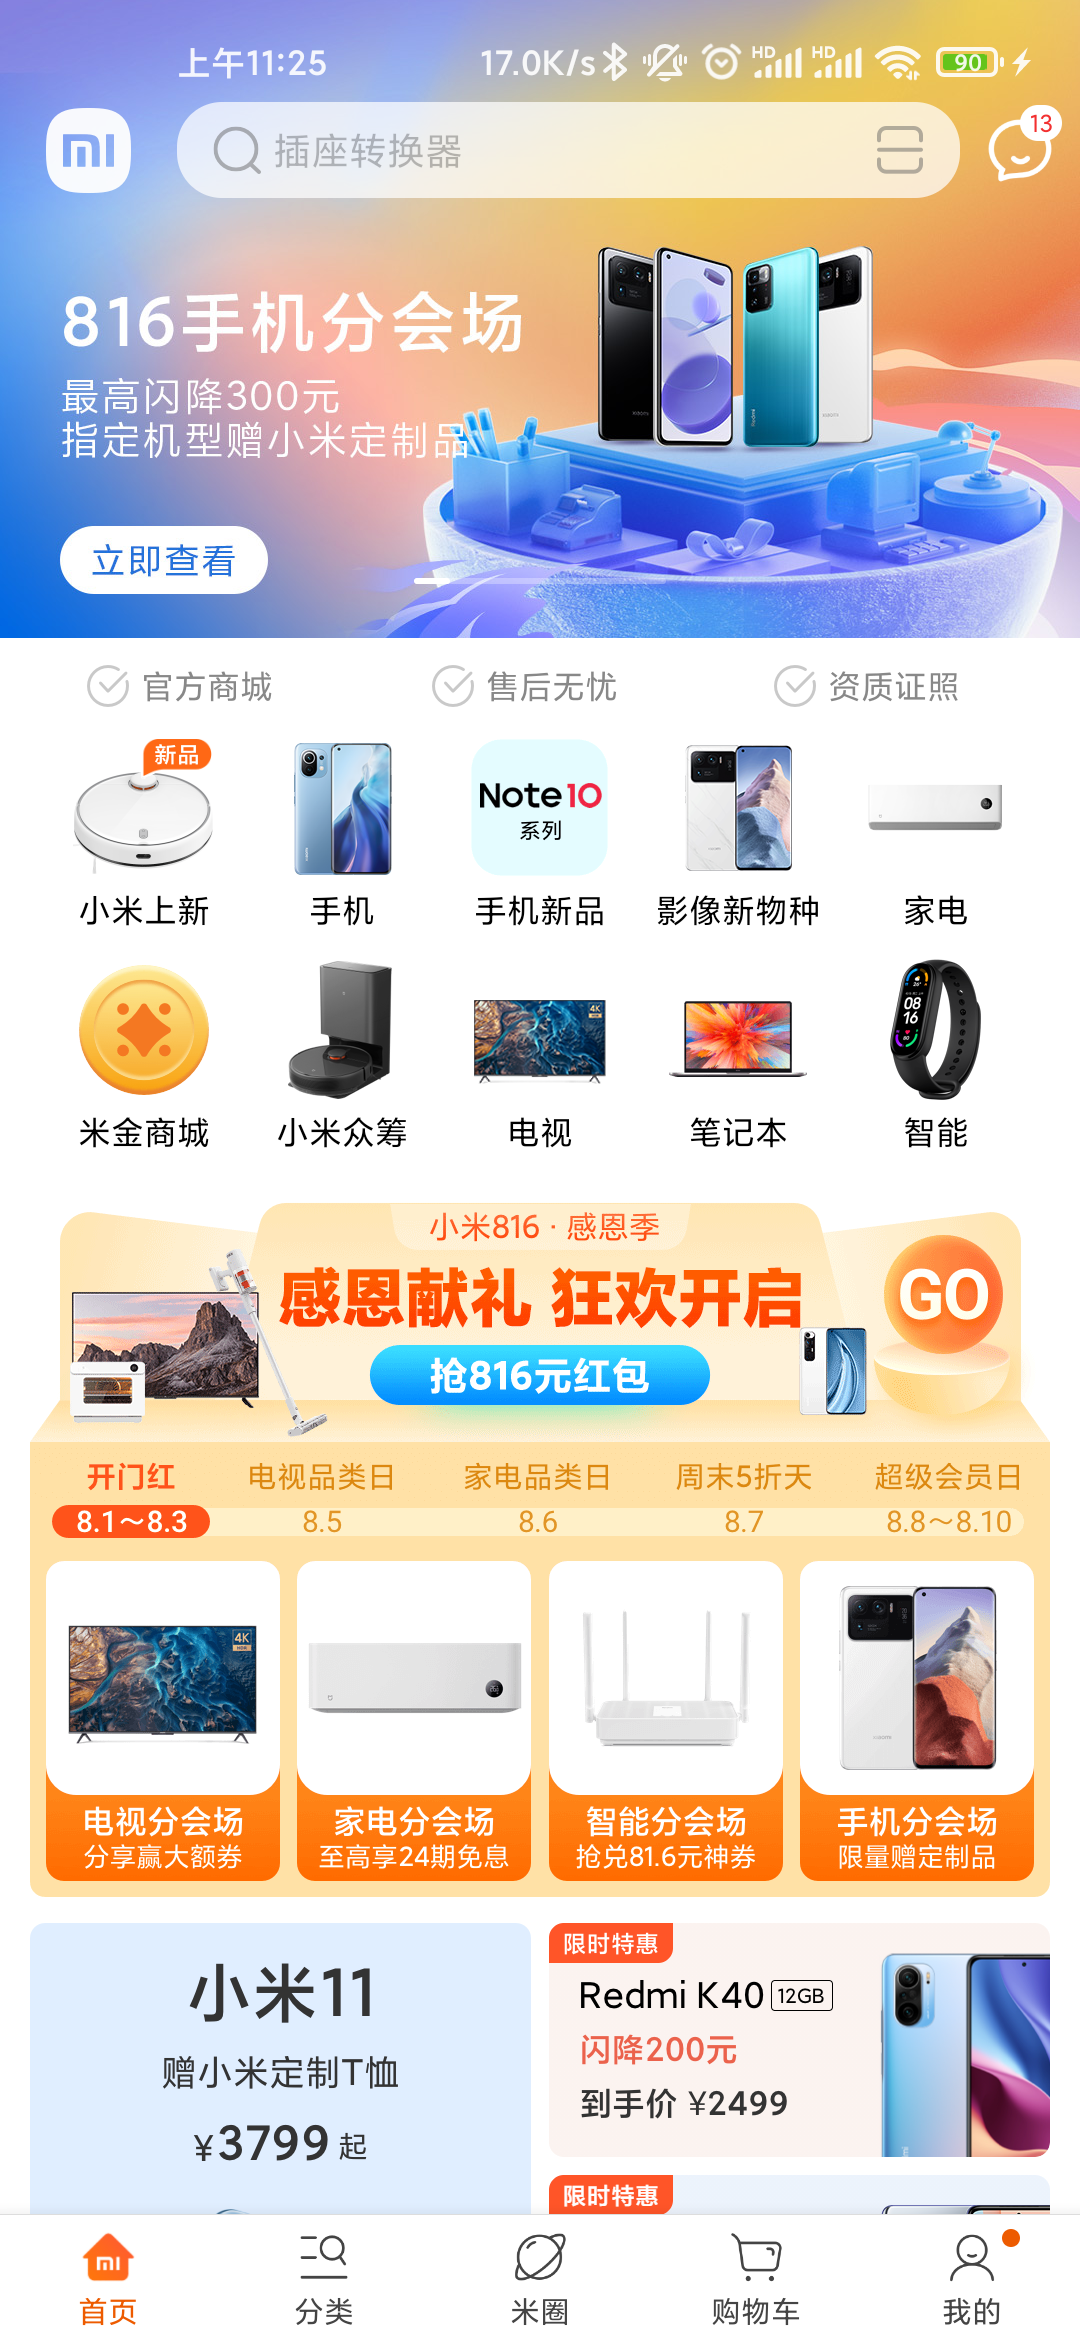 上午11:25
17.0K/s
HD
HD
90
mi
插座转换器
13
816手机分会场
最高闪降300元
指定机型赠小米定制品
立即查看
官方商城
售后无忧
资质证照
新品
Note 10
系列
小米上新
手机
手机新品
影像新物种
家电
4K
08
16
米金商城
小米众筹
电视
笔记本
智能
小米816·感恩季
感恩献礼 狂欢开启
抢816元红包
GO
开门红
电视品类日
家电品类日
周末5折天
超级会员日
8.1～8.3
8.5
8.6
8.7
8.8～8.10
4K
电视分会场
家电分会场
智能分会场
手机分会场
分享赢大额券
至高享24期免息
抢兑81.6元神券
限量赠定制品
小米11
赠小米定制T恤
¥3799 起
限时特惠
Redmi K40 12GB
闪降200元
到手价 ¥2499
限时特惠
mi
首页
分类
米圈
购物车
我的